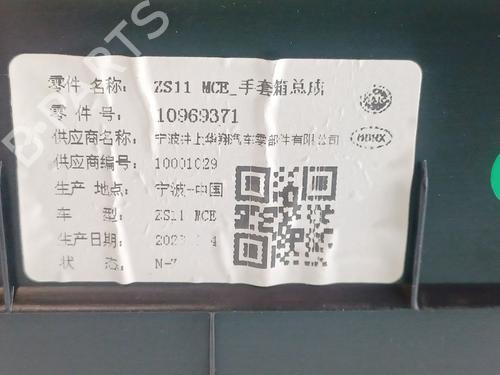 零件 名称: ZS11 MCE_手套箱总成
零 件 号: 10969371
供应商名称: 宁波井上华翔汽车零部件有限公司
NBHX
供应商编号: 10001029
生产 地点: 宁波-中国
车 型: ZS11 MCE
生产日期:
状 态: